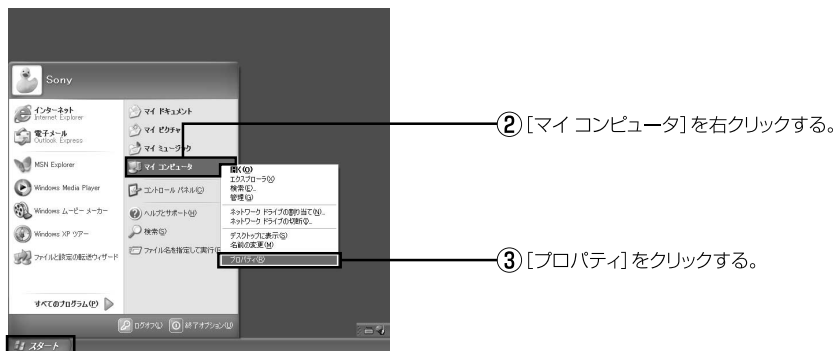 Sony
インターネット
Internet Explorer
電子メール
Outlook Express
MSN Explorer
Windows Media Player
Windows ムービー メーカー
Windows XP ツアー
ファイルと設定の転送ウィザード
すべてのプログラム(P)
マイ ドキュメント
マイ ピクチャ
マイ ミュージック
マイ コンピュータ
コントロール パネル(C)
ヘルプとサポート(H)
検索(S)
ファイル名を指定して実行(R)
開く(O)
エクスプローラ(X)
検索(E)...
管理(G)
ネットワーク ドライブの割り当て(N)...
ネットワーク ドライブの切断(Q)...
デスクトップに表示(S)
名前の変更(M)
プロパティ(R)
ログオフ(L)
終了オプション(U)
スタート
②[マイ コンピュータ]を右クリックする。
③[プロパティ]をクリックする。